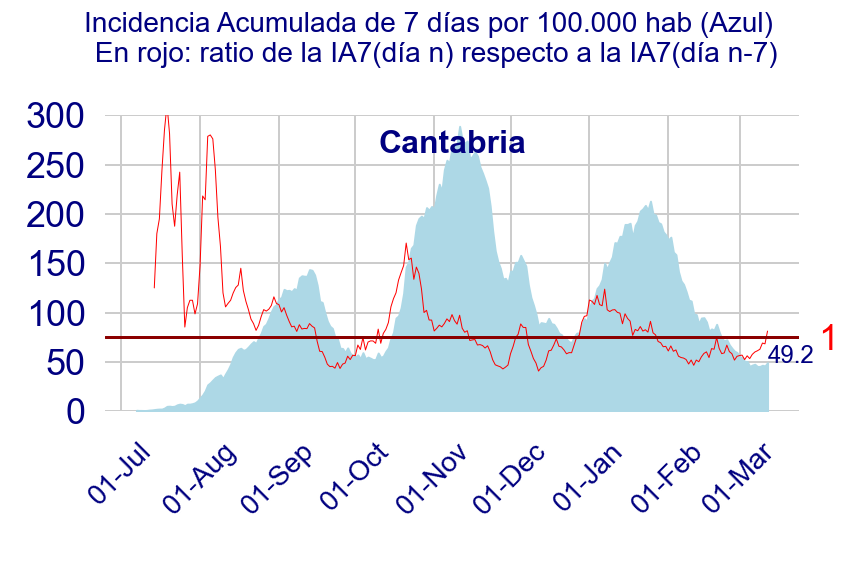 Incidencia Acumulada de 7 días por 100.000 hab (Azul)
En rojo: ratio de la IA7(día n) respecto a la IA7(día n-7)
Cantabria
300
250
200
150
100
50
0
1
49.2
01-Jul
01-Aug
01-Sep
01-Oct
01-Nov
01-Dec
01-Jan
01-Feb
01-Mar